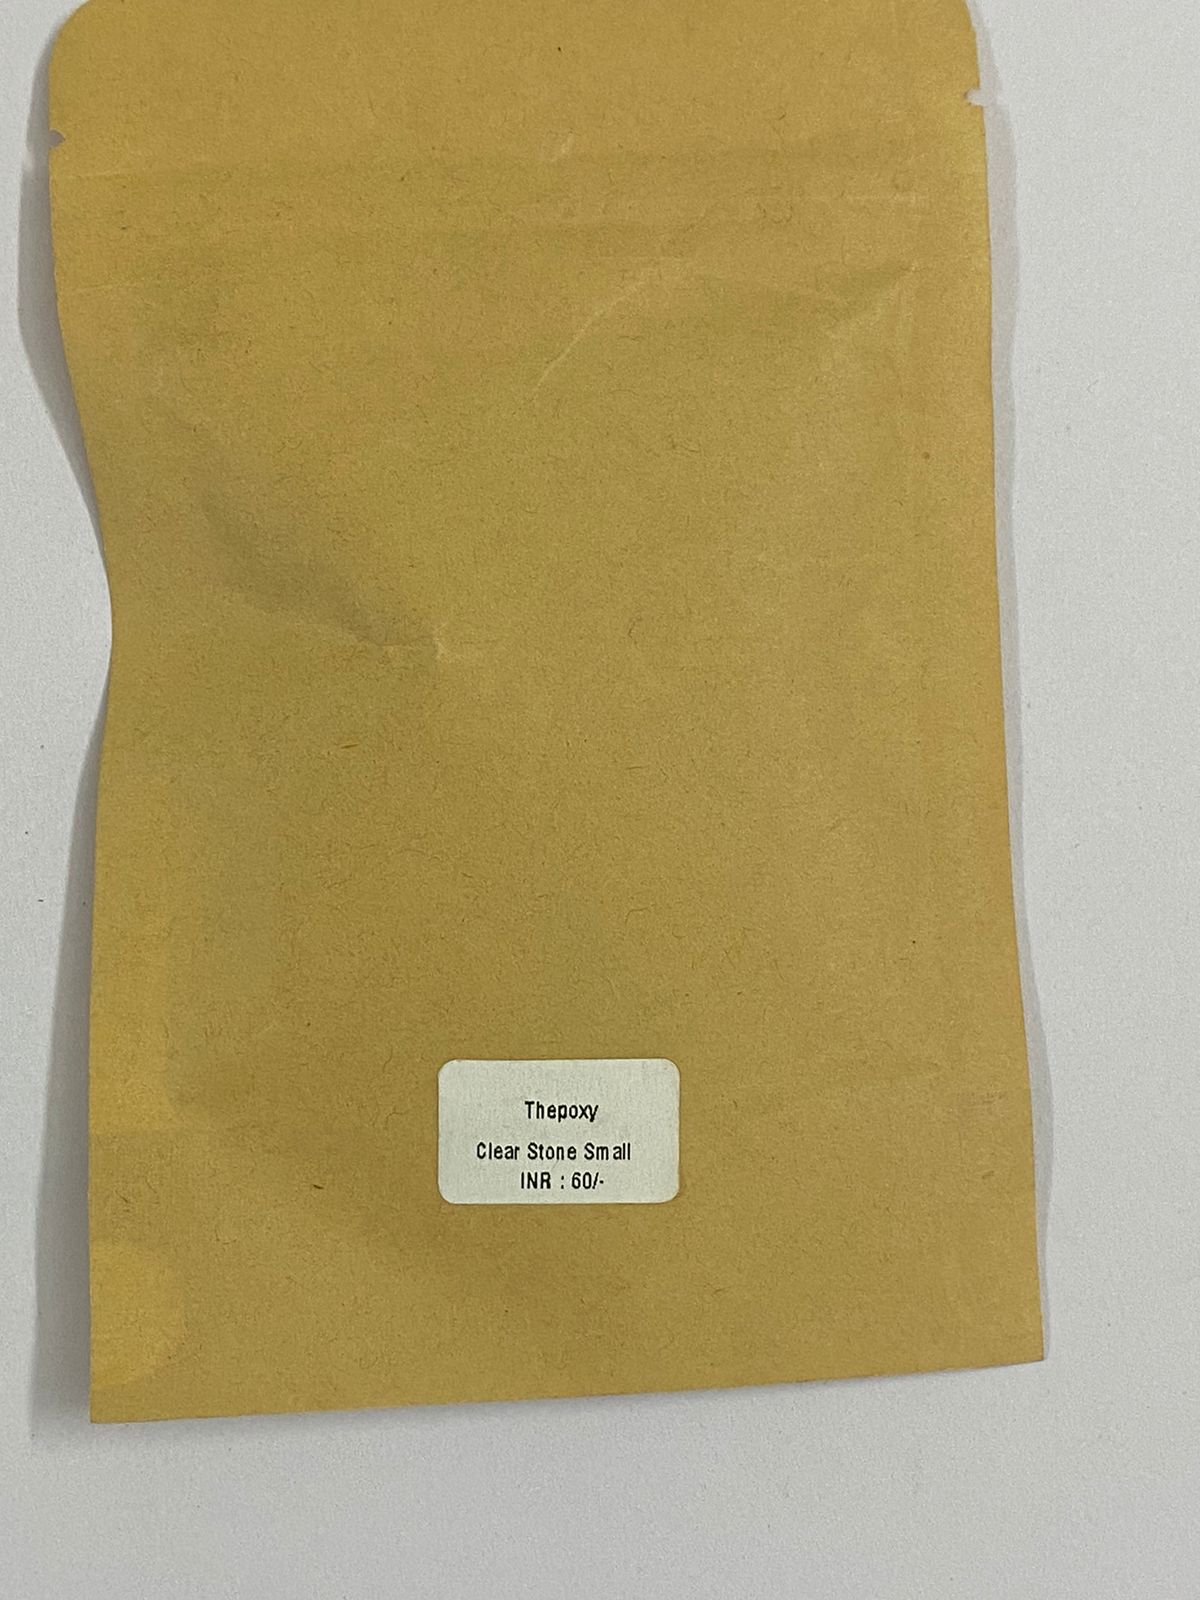 Thepoxy
Clear Stone Small
INR : 60/-